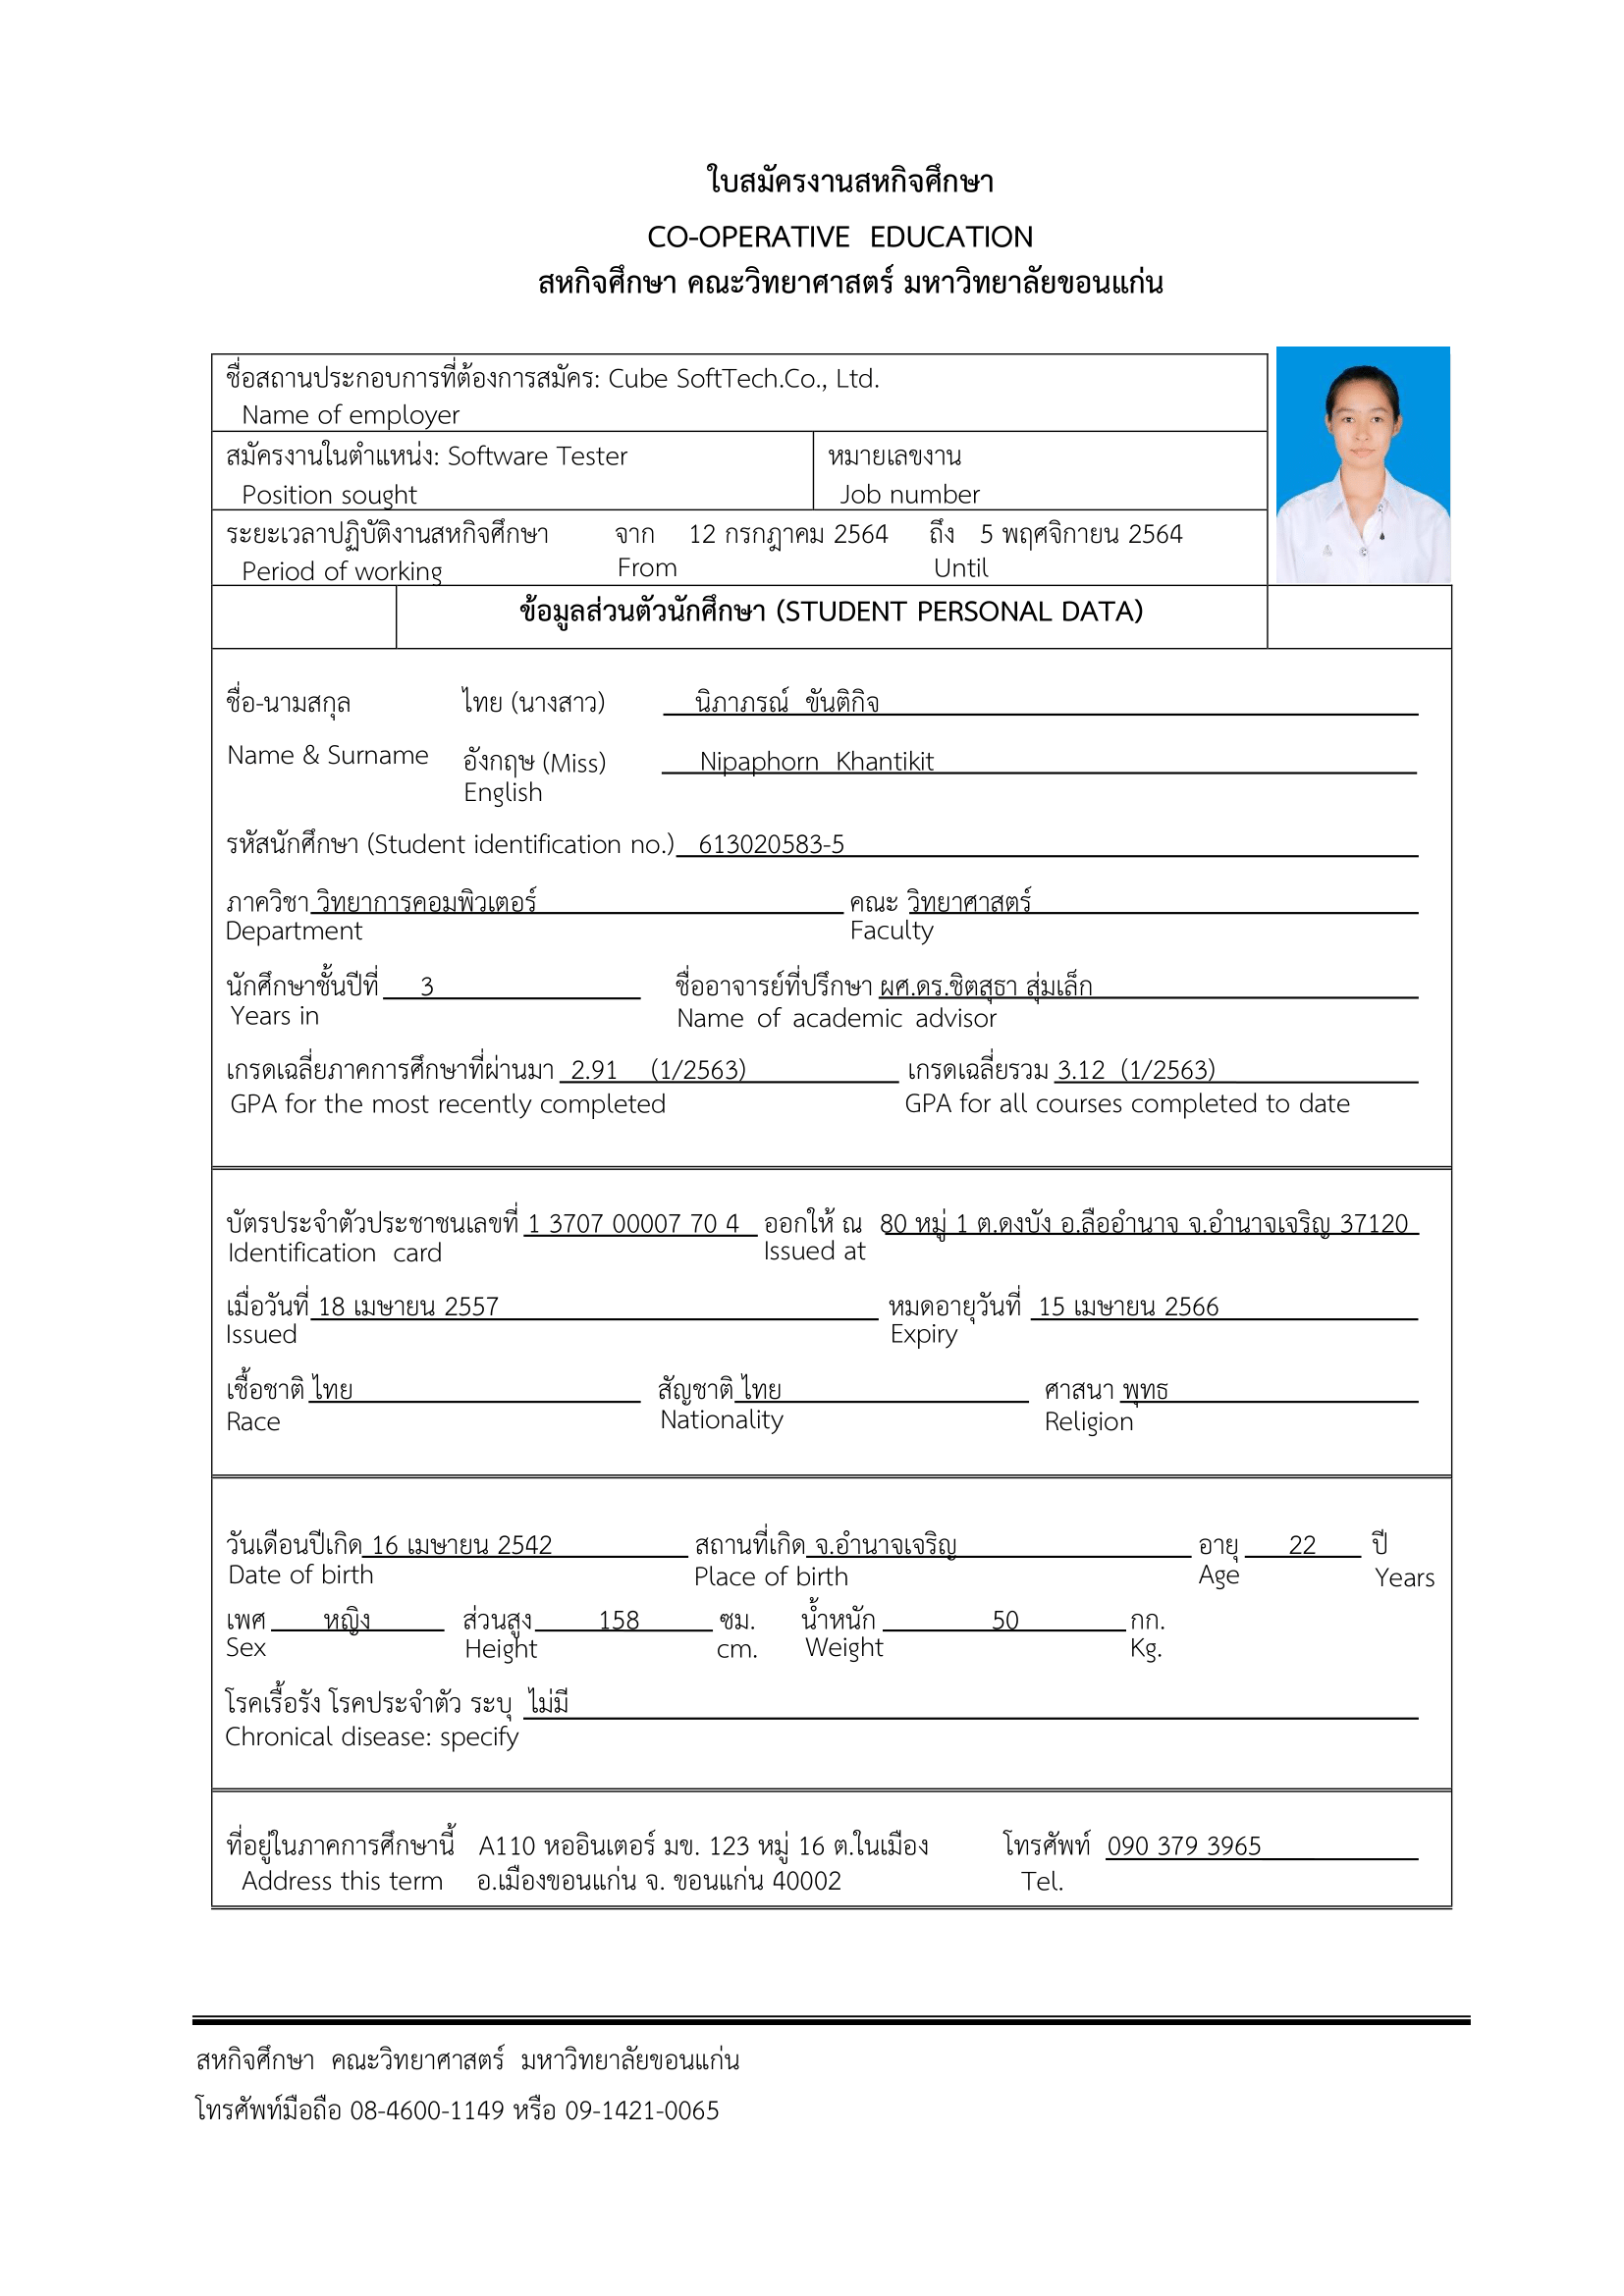 ใบสมัครงานสหกิจศึกษา
CO-OPERATIVE EDUCATION
สหกิจศึกษา คณะวิทยาศาสตร์ มหาวิทยาลัยขอนแก่น
ชื่อสถานประกอบการที่ต้องการสมัคร: Cube SoftTech.Co., Ltd.
Name of employer
สมัครงานในตำแหน่ง: Software Tester หมายเลขงาน
Position sought Job number
ระยะเวลาปฏิบัติงานสหกิจศึกษา จาก 12 กรกฎาคม 2564 ถึง 5 พฤศจิกายน 2564
Period of working From Until
ข้อมูลส่วนตัวนักศึกษา (STUDENT PERSONAL DATA)
ชื่อ-นามสกุล ไทย (นางสาว) นิภาภรณ์ ขันติกิจ
Name & Surname อังกฤษ (Miss) Nipaphorn Khantikit
English
รหัสนักศึกษา (Student identification no.) 613020583-5
ภาควิชา วิทยาการคอมพิวเตอร์ คณะ วิทยาศาสตร์
Department Faculty
นักศึกษาชั้นปีที่ 3 ชื่ออาจารย์ที่ปรึกษา ผศ.ดร.ชิตสุธา สุ่มเล็ก
Years in Name of academic advisor
เกรดเฉลี่ยภาคการศึกษาที่ผ่านมา 2.91 (1/2563) เกรดเฉลี่ยรวม 3.12 (1/2563)
GPA for the most recently completed GPA for all courses completed to date
บัตรประจำตัวประชาชนเลขที่ 1 3707 00007 70 4 ออกให้ ณ 80 หมู่ 1 ต.ดงบัง อ.ลืออำนาจ จ.อำนาจเจริญ 37120
Identification card Issued at
เมื่อวันที่ 18 เมษายน 2557 หมดอายุวันที่ 15 เมษายน 2566
Issued Expiry
เชื้อชาติ ไทย สัญชาติ ไทย ศาสนา พุทธ
Race Nationality Religion
วันเดือนปีเกิด 16 เมษายน 2542 สถานที่เกิด จ.อำนาจเจริญ อายุ 22 ปี
Date of birth Place of birth Age Years
เพศ หญิง ส่วนสูง 158 ซม. น้ำหนัก 50 กก.
Sex Height cm. Weight Kg.
โรคเรื้อรัง โรคประจำตัว ระบุ ไม่มี
Chronical disease: specify
ที่อยู่ในภาคการศึกษานี้ A110 หออินเตอร์ มข. 123 หมู่ 16 ต.ในเมือง โทรศัพท์ 090 379 3965
Address this term อ.เมืองขอนแก่น จ. ขอนแก่น 40002 Tel.
สหกิจศึกษา คณะวิทยาศาสตร์ มหาวิทยาลัยขอนแก่น
โทรศัพท์มือถือ 08-4600-1149 หรือ 09-1421-0065